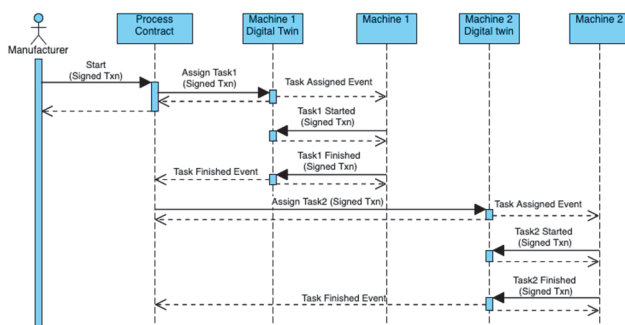 Process
Contract
Machine 1
Digital Twin
Machine 1
Machine 2
Digital twin
Machine 2
Manufacturer
Start
(Signed Txn)
Assign Task1
(Signed Txn)
Task Assigned Event
Task1 Started
(Signed Txn)
Task1 Finished
(Signed Txn)
Task Finished Event
Assign Task2 (Signed Txn)
Task Assigned Event
Task2 Started
(Signed Txn)
Task2 Finished
(Signed Txn)
Task Finished Event